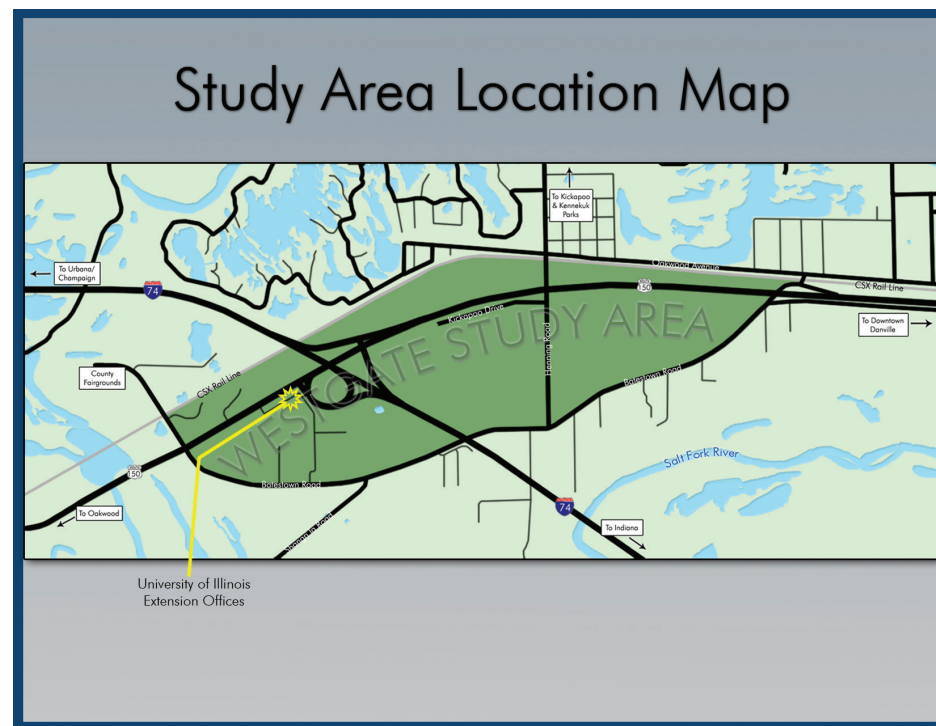 Study Area Location Map
To Kickapoo
& Kennekuk
Parks
To Urbana/
Champaign
74
Oakwood Avenue
150
CSX Rail Line
Kickapoo Drive
To Downtown
Danville
WESTGATE STUDY AREA
Henning Road
County
Fairgrounds
CSX Rail Line
Batestown Road
Salt Fork River
150
Batestown Road
To Oakwood
74
To Indiana
University of Illinois
Extension Offices